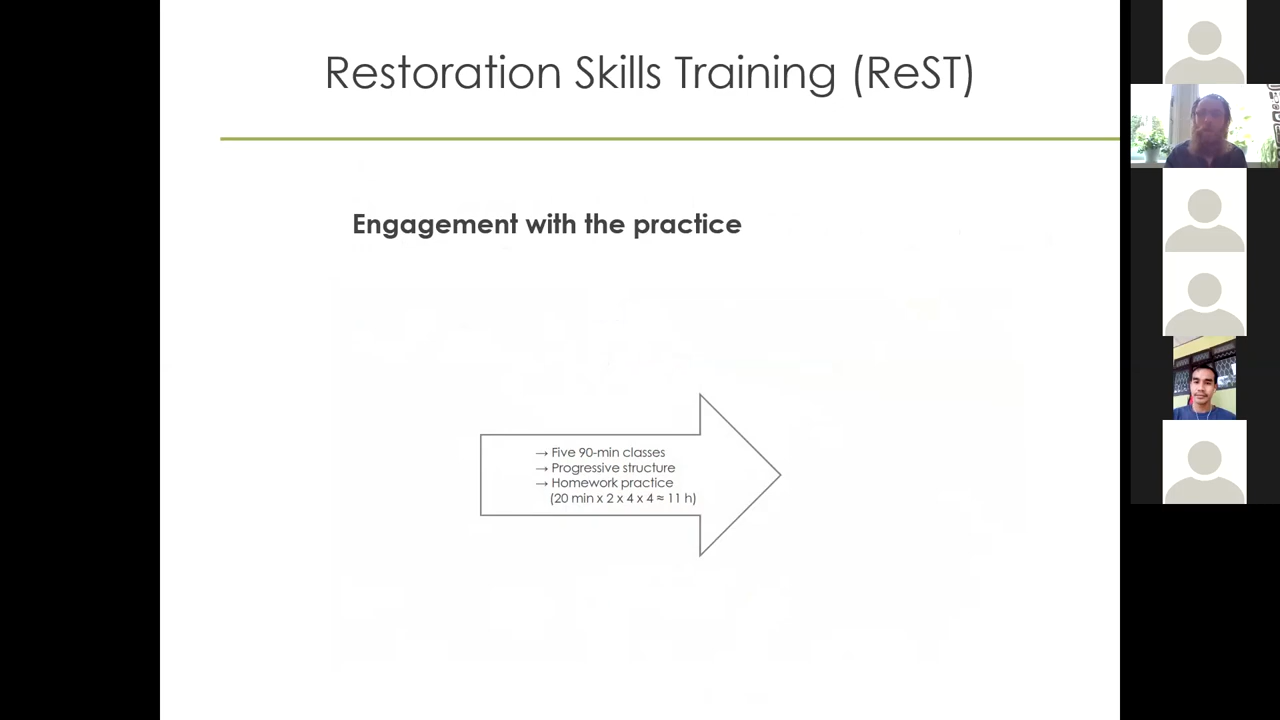 Restoration Skills Training (ReST)
Engagement with the practice
→ Five 90-min classes
→ Progressive structure
→ Homework practice
(20 min x 2 x 4 x 4 ≈ 11 h)